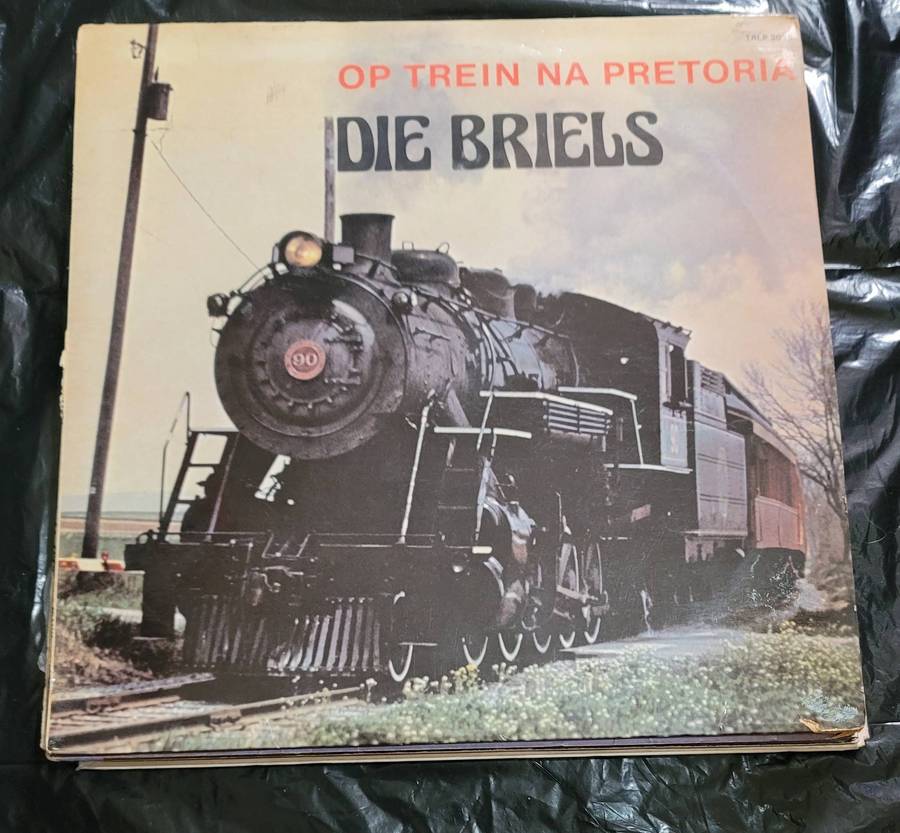 OP TREIN NA PRETORIA
DIE BRIELS
90